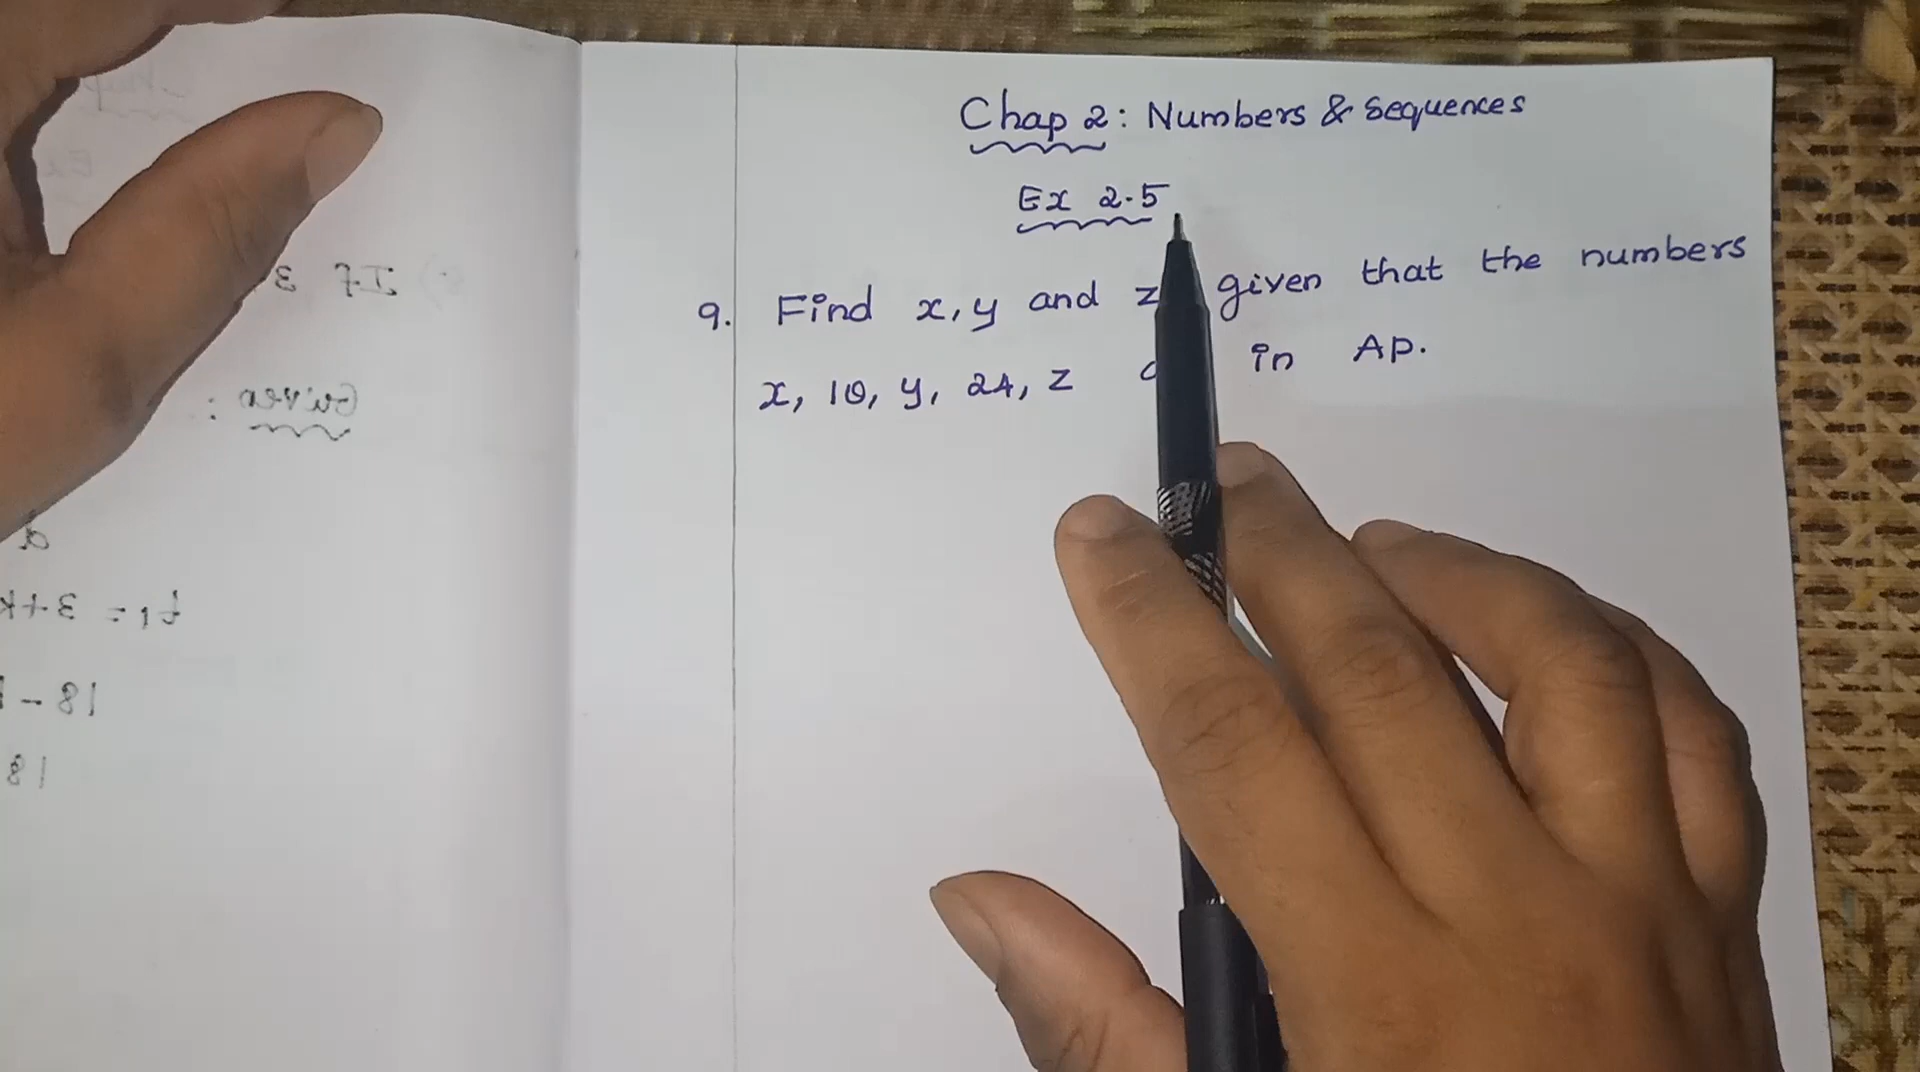 Chap 2: Numbers & Sequences
Ex 2.5
9. Find x, y and z given that the numbers
x, 10, y, 24, z in AP.